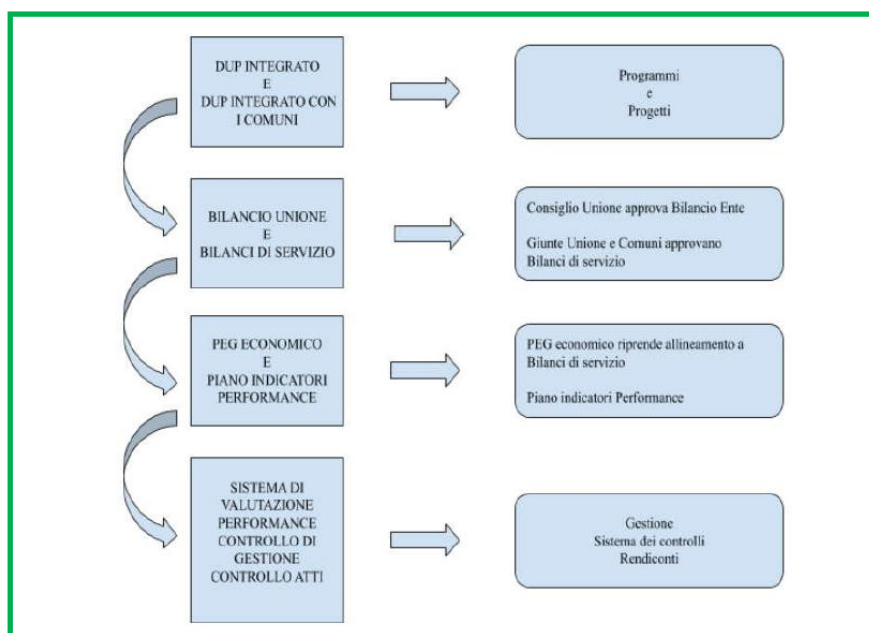 DUP INTEGRATO
E
DUP INTEGRATO CON
I COMUNI
Programmi
e
Progetti
BILANCIO UNIONE
E
BILANCI DI SERVIZIO
Consiglio Unione approva Bilancio Ente
Giunte Unione e Comuni approvano
Bilanci di servizio
PEG ECONOMICO
E
PIANO INDICATORI
PERFORMANCE
PEG economico riprende allineamento a
Bilanci di servizio
Piano indicatori Performance
SISTEMA DI
VALUTAZIONE
PERFORMANCE
CONTROLLO DI
GESTIONE
CONTROLLO ATTI
Gestione
Sistema dei controlli
Rendiconti